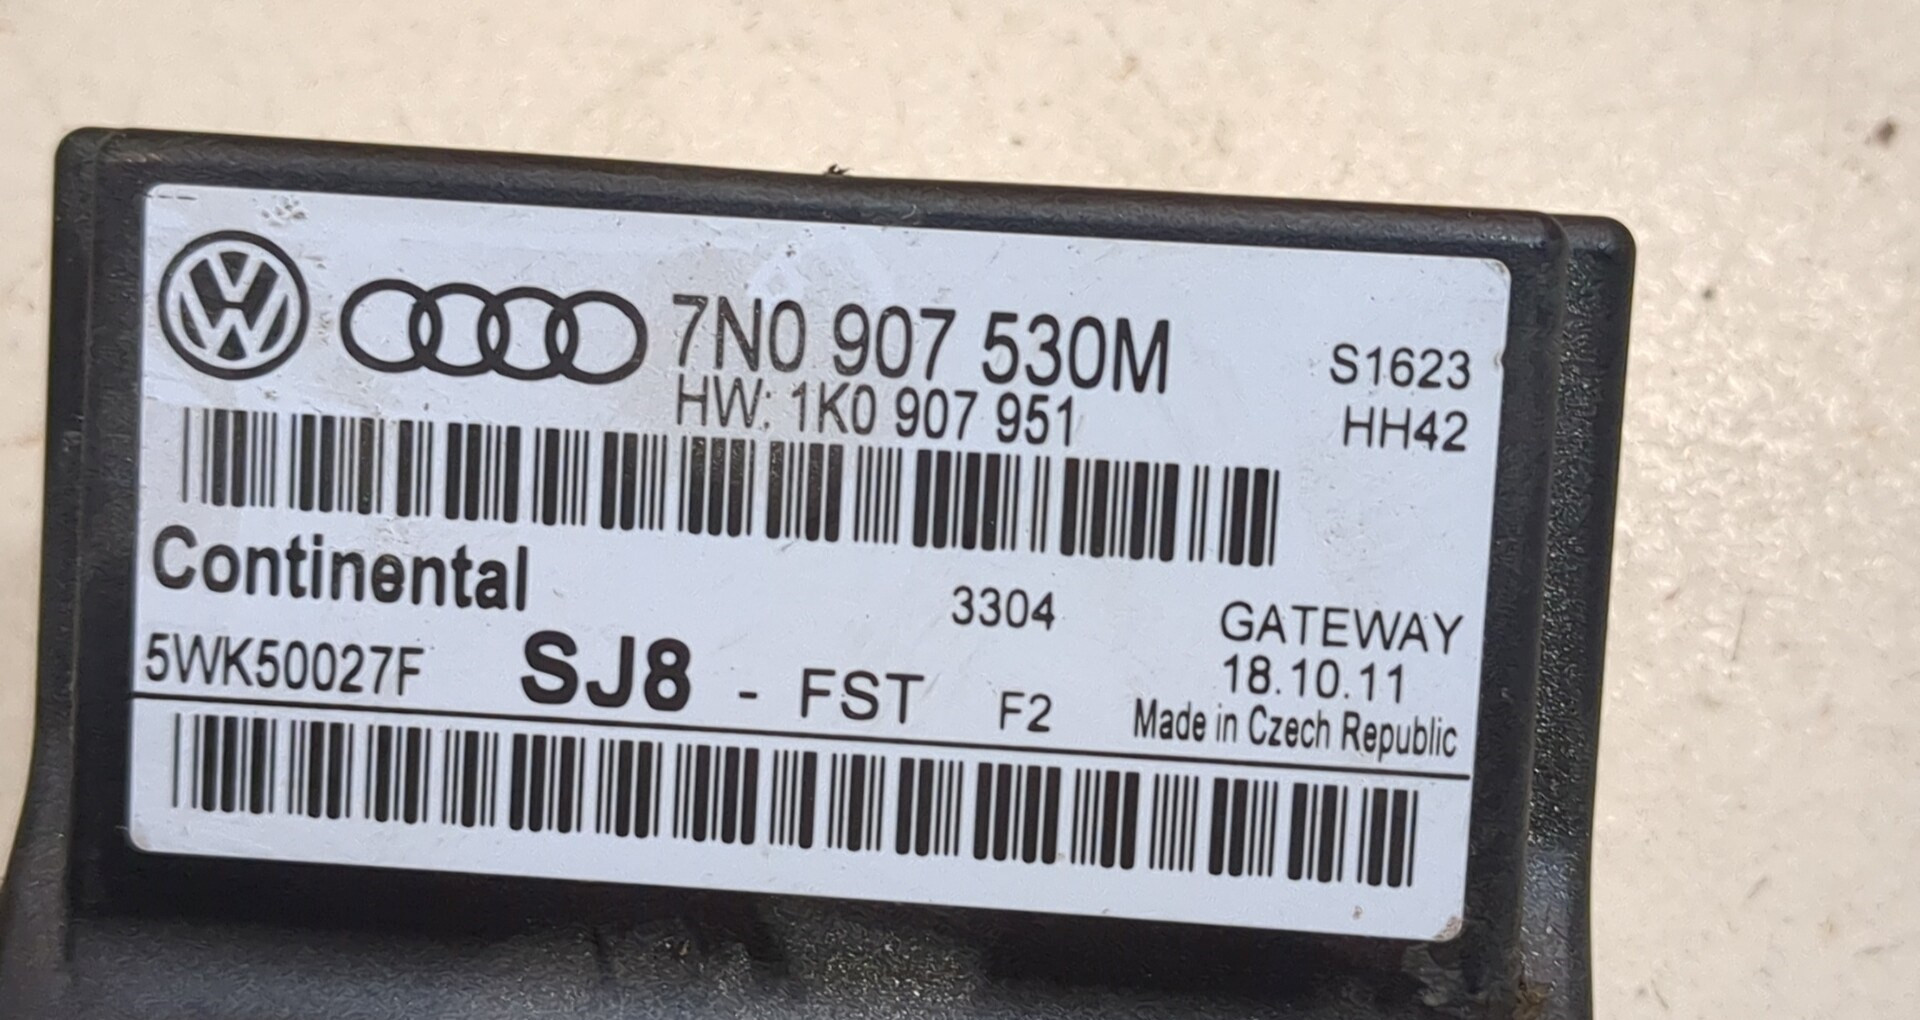 7N0 907 530M
S1623
HW: 1K0 907 951
HH42
Continental
3304
GATEWAY
5WK50027F
SJ8 - FST F2
18.10.11
Made in Czech Republic